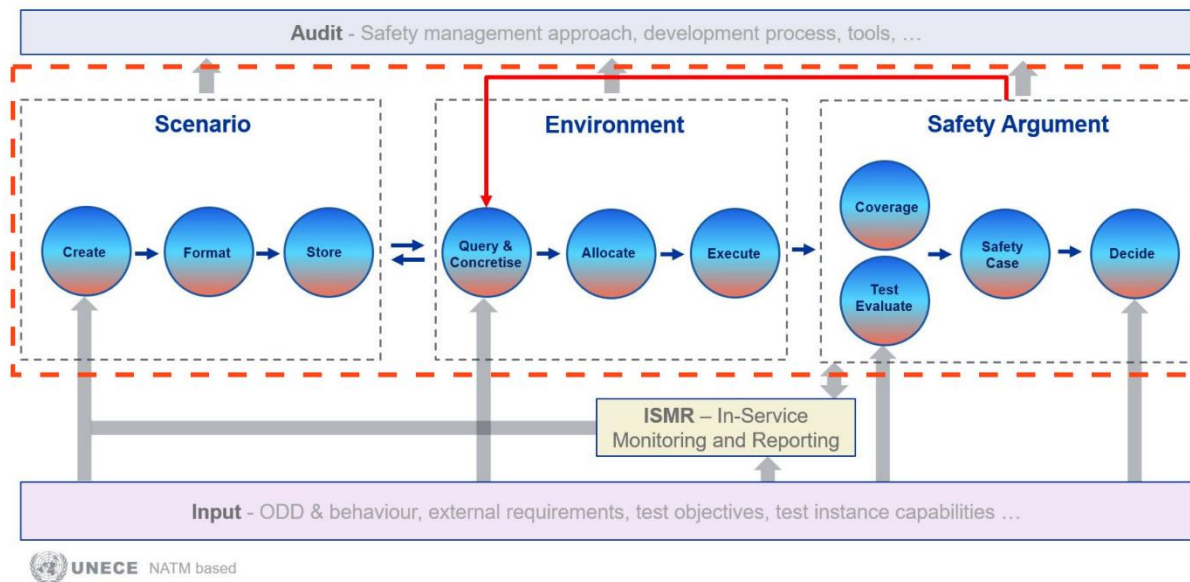 Audit - Safety management approach, development process, tools, ...
Scenario
Environment
Safety Argument
Create
Format
Store
Query &
Concretise
Allocate
Execute
Coverage
Test
Evaluate
Safety
Case
Decide
ISMR – In-Service
Monitoring and Reporting
Input - ODD & behaviour, external requirements, test objectives, test instance capabilities ...
UNECE NATM based